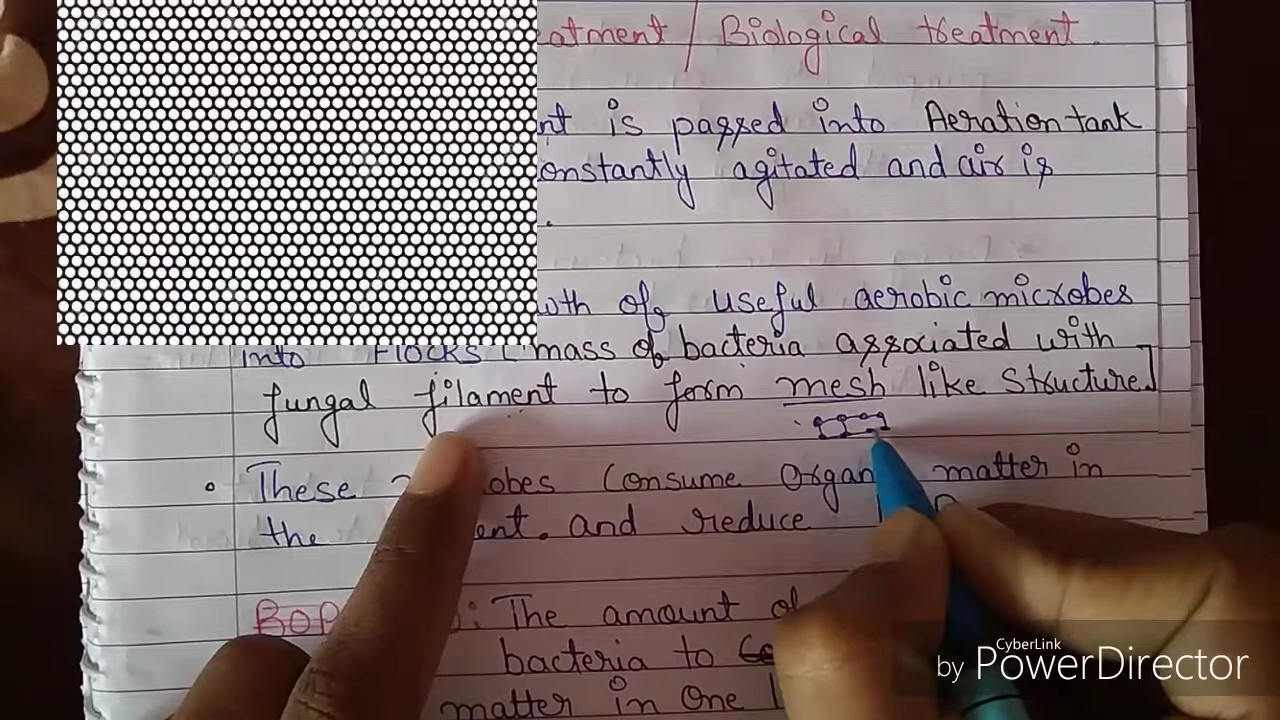 atment / Biological treatment.
nt is passed into Aeration tank
onstantly agitated and air is
.
wth of useful aerobic microbes
into Flocks (mass of bacteria associated with
fungal filament to form mesh like structure]
• These obes Consume Organ matter in
the ent. and reduce
BOD : The amount of
bacteria to
matter in one l
by CyberLink PowerDirector